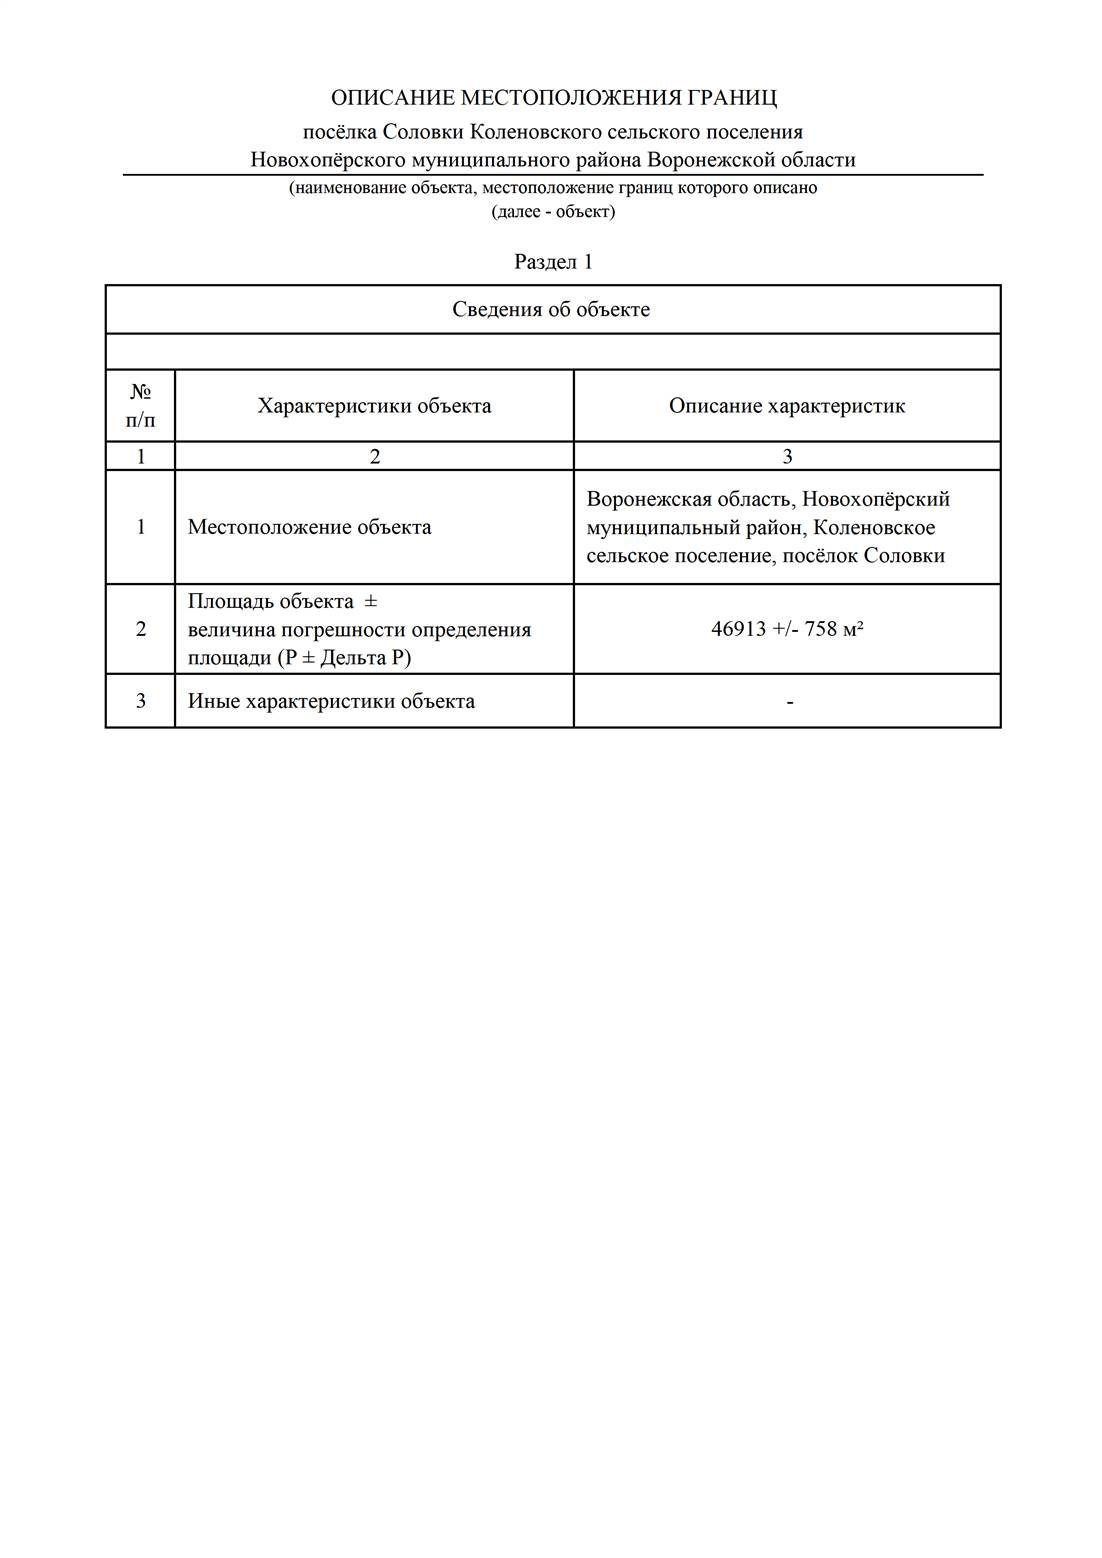 ОПИСАНИЕ МЕСТОПОЛОЖЕНИЯ ГРАНИЦ
посёлка Соловки Коленовского сельского поселения
Новохопёрского муниципального района Воронежской области
(наименование объекта, местоположение границ которого описано
(далее - объект)
Раздел 1
Сведения об объекте
№
п/п
Характеристики объекта
Описание характеристик
1
2
3
1
Местоположение объекта
Воронежская область, Новохопёрский
муниципальный район, Коленовское
сельское поселение, посёлок Соловки
2
Площадь объекта ±
величина погрешности определения
площади (Р ± Дельта Р)
46913 +/- 758 м²
3
Иные характеристики объекта
-